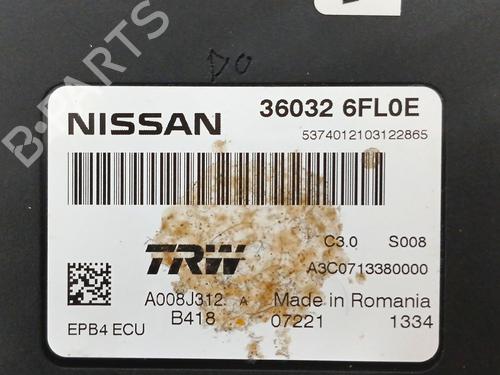 B-PARTS
DO
NISSAN
36032 6FL0E
5374012103122865
C3.0 S008
TRW
A3C0713380000
A008J312 A
Made in Romania
EPB4 ECU
B418
07221 1334